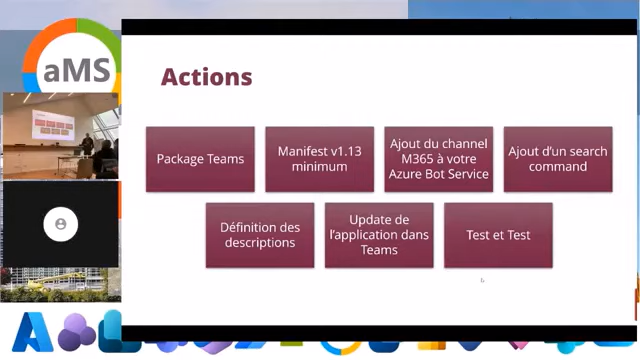 aMS
Actions
Package Teams
Manifest v1.13
minimum
Ajout du channel
M365 à votre
Azure Bot Service
Ajout d'un search
command
Définition des
descriptions
Update de
l'application dans
Teams
Test et Test